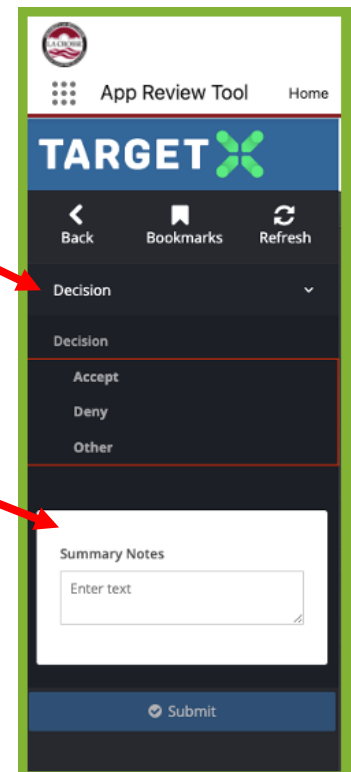 LA CROSSE
App Review Tool Home
TARGETX
Back Bookmarks Refresh
Decision
Decision
Accept
Deny
Other
Summary Notes
Enter text
Submit